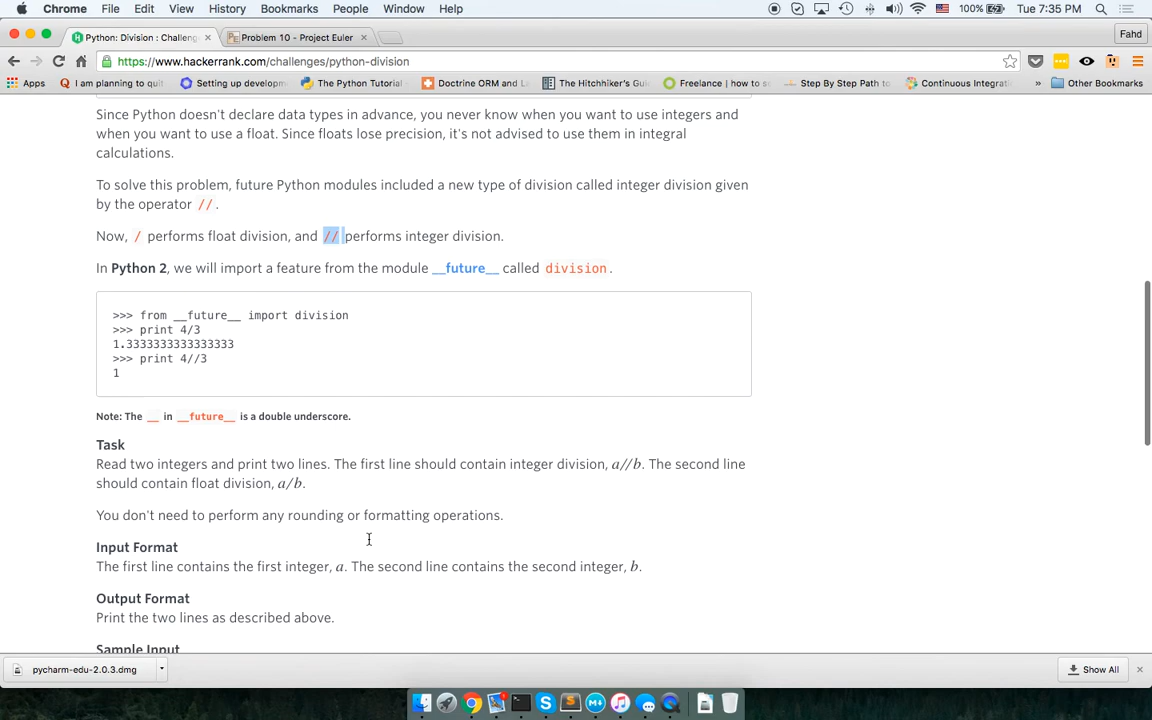 Chrome File Edit View History Bookmarks People Window Help 100% Tue 7:35 PM
Python: Division : Challeng × Problem 10 - Project Euler × Fahd
https://www.hackerrank.com/challenges/python-division
Apps I am planning to quit Setting up developm The Python Tutorial Doctrine ORM and La The Hitchhiker's Gui Freelance | how to s Step By Step Path to Continuous Integrati » Other Bookmarks
Since Python doesn't declare data types in advance, you never know when you want to use integers and
when you want to use a float. Since floats lose precision, it's not advised to use them in integral
calculations.
To solve this problem, future Python modules included a new type of division called integer division given
by the operator // .
Now, / performs float division, and // performs integer division.
In Python 2, we will import a feature from the module __future__ called division .
>>> from __future__ import division
>>> print 4/3
1.3333333333333333
>>> print 4//3
1
Note: The __ in __future__ is a double underscore.
Task
Read two integers and print two lines. The first line should contain integer division, a//b. The second line
should contain float division, a/b.
You don't need to perform any rounding or formatting operations.
Input Format
The first line contains the first integer, a. The second line contains the second integer, b.
Output Format
Print the two lines as described above.
Sample Input
pycharm-edu-2.0.3.dmg Show All ×